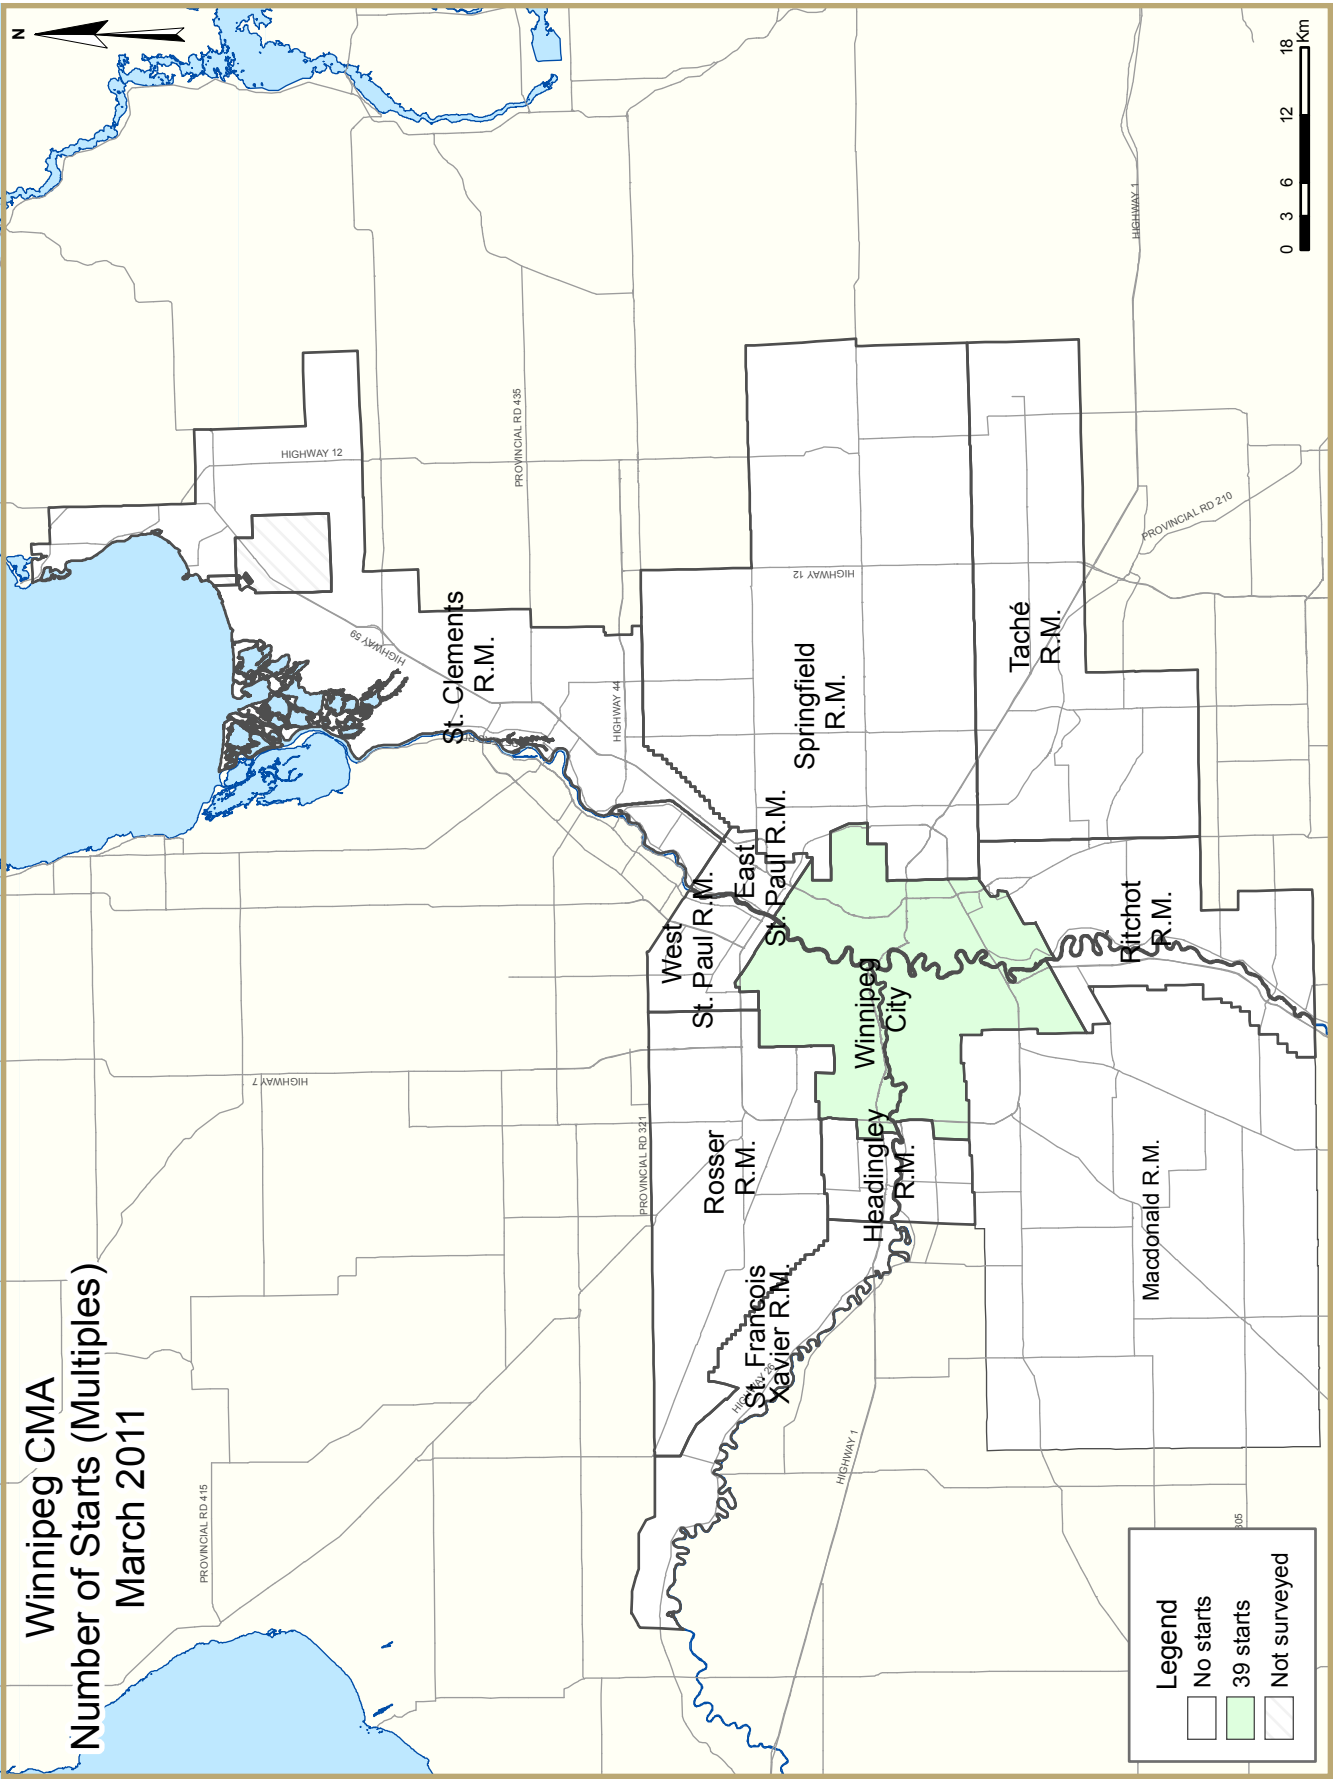 Winnipeg CMA
Number of Starts (Multiples)
March 2011
N
PROVINCIAL RD 415
HIGHWAY 7
HIGHWAY 59
HIGHWAY 12
St. Clements
R.M.
PROVINCIAL RD 435
HIGHWAY 44
PROVINCIAL RD 321
Rosser
R.M.
West
St. Paul R.M.
East
St. Paul R.M.
Springfield
R.M.
HIGHWAY 12
St. Francois
Xavier R.M.
HIGHWAY 26
HIGHWAY 1
Headingley
R.M.
Winnipeg
City
Taché
R.M.
HIGHWAY 1
PROVINCIAL RD 210
Ritchot
R.M.
Macdonald R.M.
305
Legend
No starts
39 starts
Not surveyed
0 3 6 12 18
Km